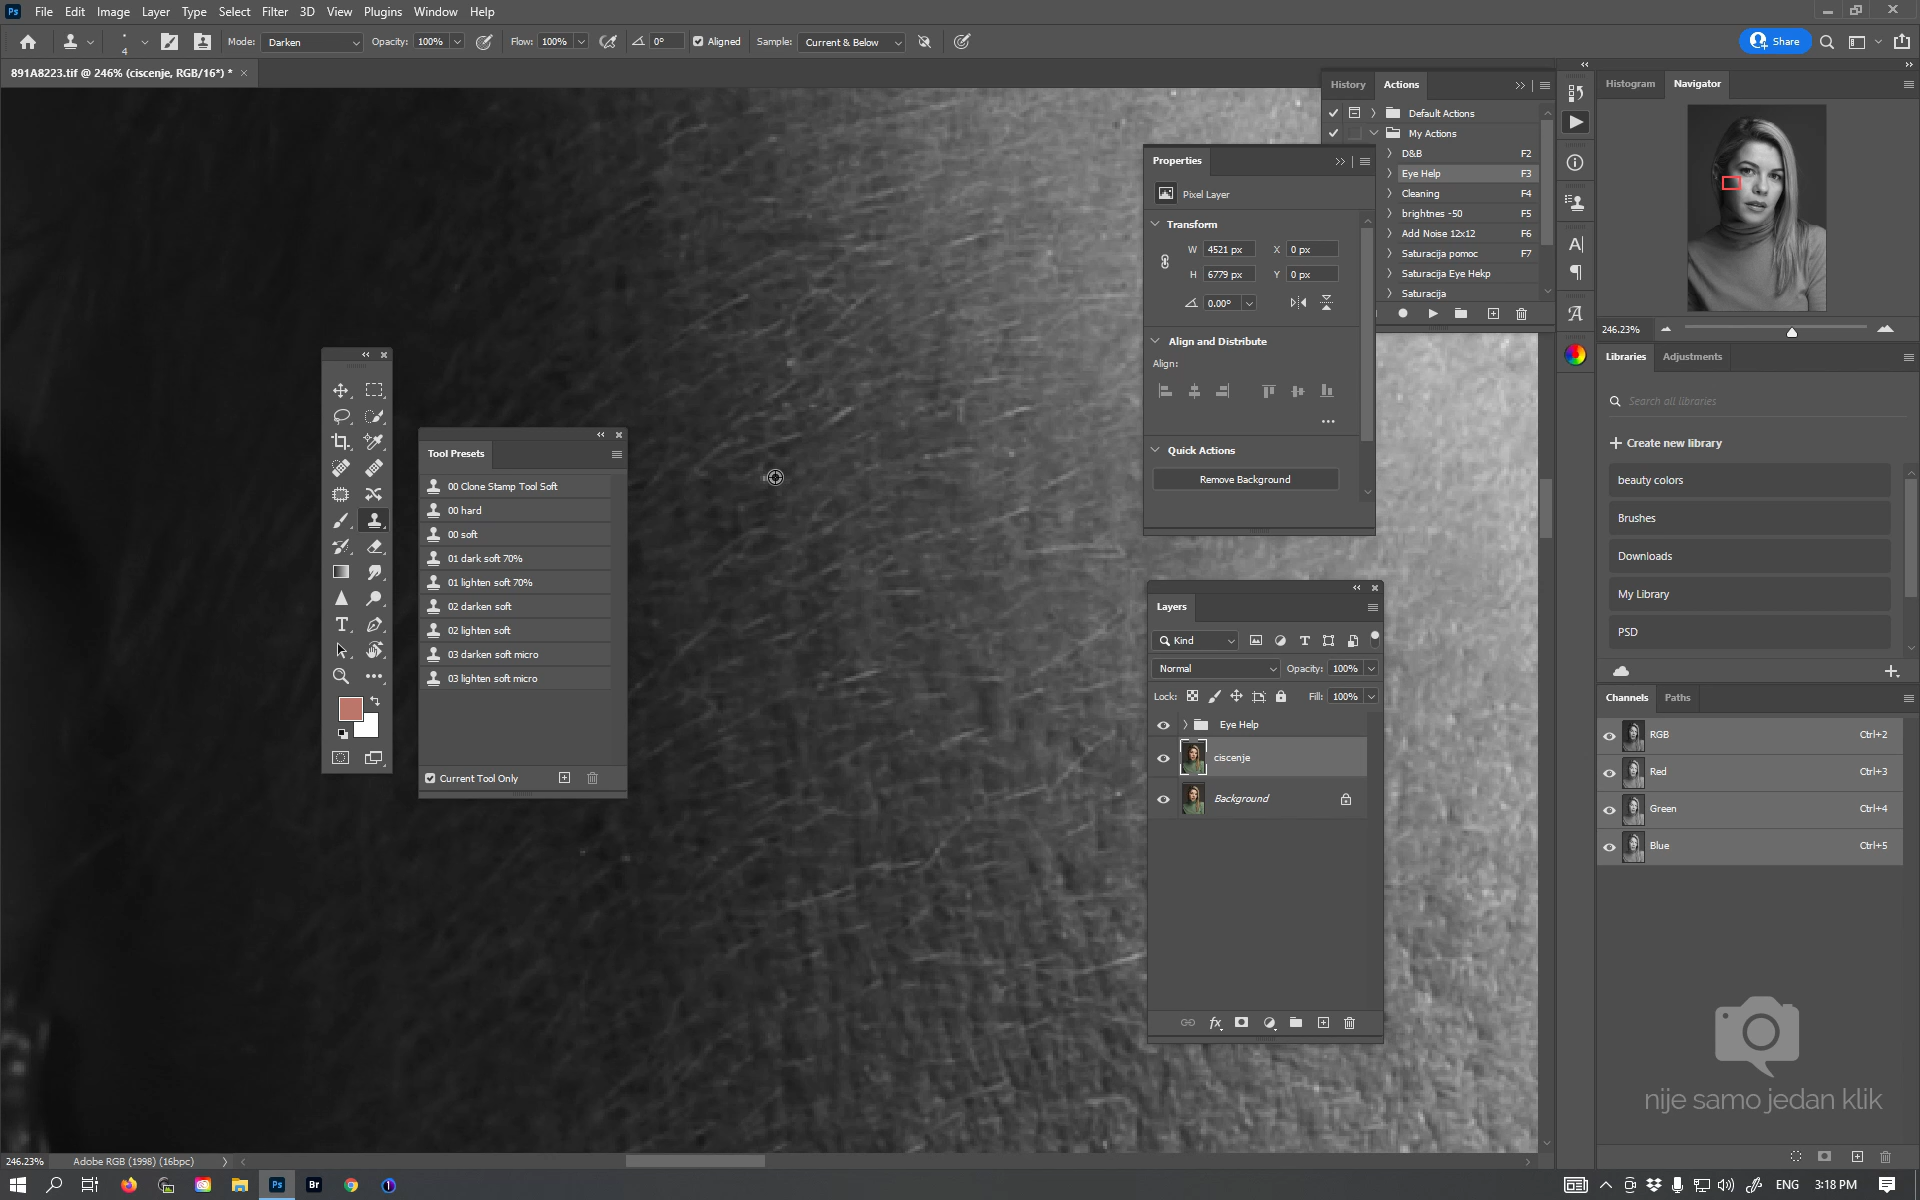 Ps File Edit Image Layer Type Select Filter 3D View Plugins Window Help
4 Mode: Darken Opacity: 100% Flow: 100% 0° Aligned Sample: Current & Below Share
891A8223.tif @ 246% (ciscenje, RGB/16*) * ×
History Actions
Default Actions
My Actions
D&B F2
Eye Help F3
Cleaning F4
brightnes -50 F5
Add Noise 12x12 F6
Saturacija pomoc F7
Saturacija Eye Hekp
Saturacija
Properties
Pixel Layer
Transform
W 4521 px X 0 px
H 6779 px Y 0 px
0.00°
Align and Distribute
Align:
Quick Actions
Remove Background
Tool Presets
00 Clone Stamp Tool Soft
00 hard
00 soft
01 dark soft 70%
01 lighten soft 70%
02 darken soft
02 lighten soft
03 darken soft micro
03 lighten soft micro
Current Tool Only
Layers
Kind
Normal Opacity: 100%
Lock: Fill: 100%
Eye Help
ciscenje
Background
Histogram Navigator
246.23%
Libraries Adjustments
Search all libraries
Create new library
beauty colors
Brushes
Downloads
My Library
PSD
Channels Paths
RGB Ctrl+2
Red Ctrl+3
Green Ctrl+4
Blue Ctrl+5
nije samo jedan klik
246.23% Adobe RGB (1998) (16bpc)
Ps Br ENG 3:18 PM